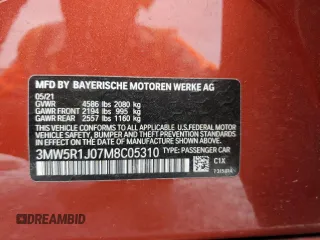 MFD BY BAYERISCHE MOTOREN WERKE AG
05/21
GVWR 4586 lbs 2080 kg
GAWR FRONT 2194 lbs 995 kg
GAWR REAR 2557 lbs 1160 kg
THIS VEHICLE CONFORMS TO ALL APPLICABLE U.S. FEDERAL MOTOR
VEHICLE SAFETY, BUMPER AND THEFT PREVENTION
STANDARDS IN EFFECT ON THE DATE OF MANUFACTURE SHOWN ABOVE.
3MW5R1J07M8C05310 TYPE: PASSENGER CAR
C1X
DREAMBID